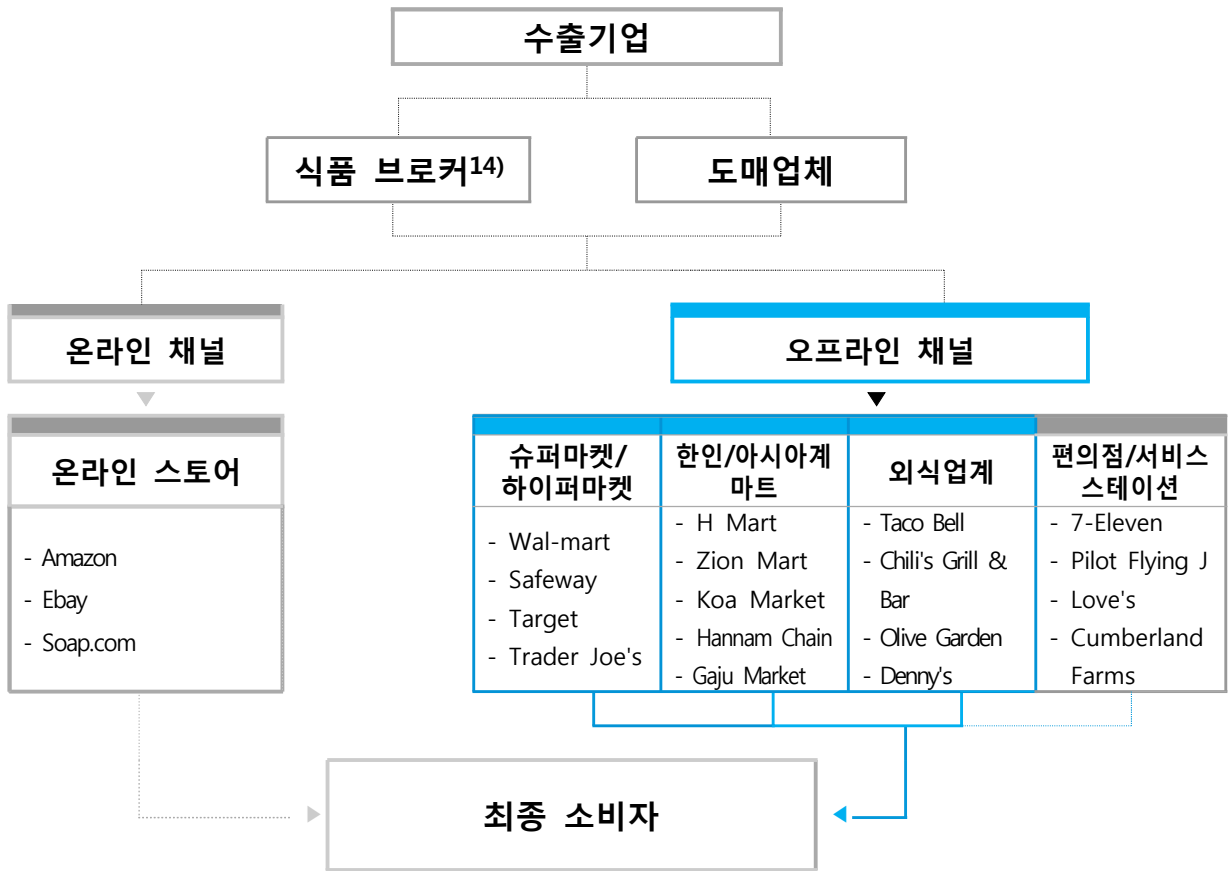 수출기업
식품 브로커14)
도매업체
온라인 채널
오프라인 채널
온라인 스토어
- Amazon
- Ebay
- Soap.com
슈퍼마켓/
하이퍼마켓
- Wal-mart
- Safeway
- Target
- Trader Joe's
한인/아시아계
마트
- H Mart
- Zion Mart
- Koa Market
- Hannam Chain
- Gaju Market
외식업계
- Taco Bell
- Chili's Grill &
Bar
- Olive Garden
- Denny's
편의점/서비스
스테이션
- 7-Eleven
- Pilot Flying J
- Love's
- Cumberland
Farms
최종 소비자